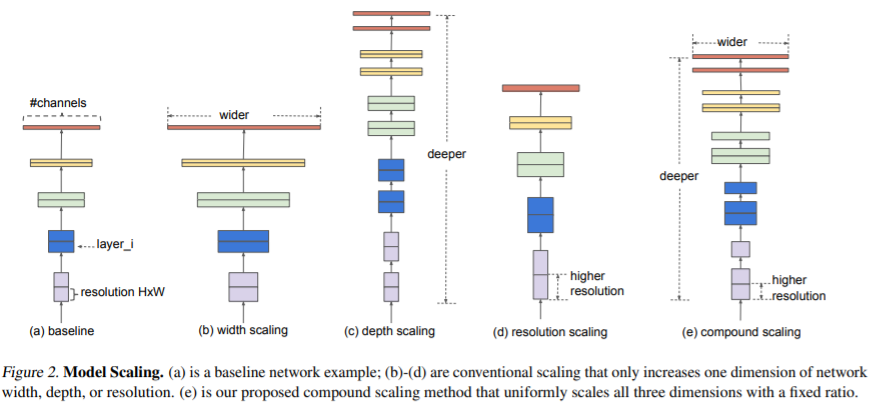 #channels
wider
deeper
wider
deeper
layer_i
resolution HxW
higher
resolution
higher
resolution
(a) baseline
(b) width scaling
(c) depth scaling
(d) resolution scaling
(e) compound scaling
Figure 2. Model Scaling. (a) is a baseline network example; (b)-(d) are conventional scaling that only increases one dimension of network
width, depth, or resolution. (e) is our proposed compound scaling method that uniformly scales all three dimensions with a fixed ratio.